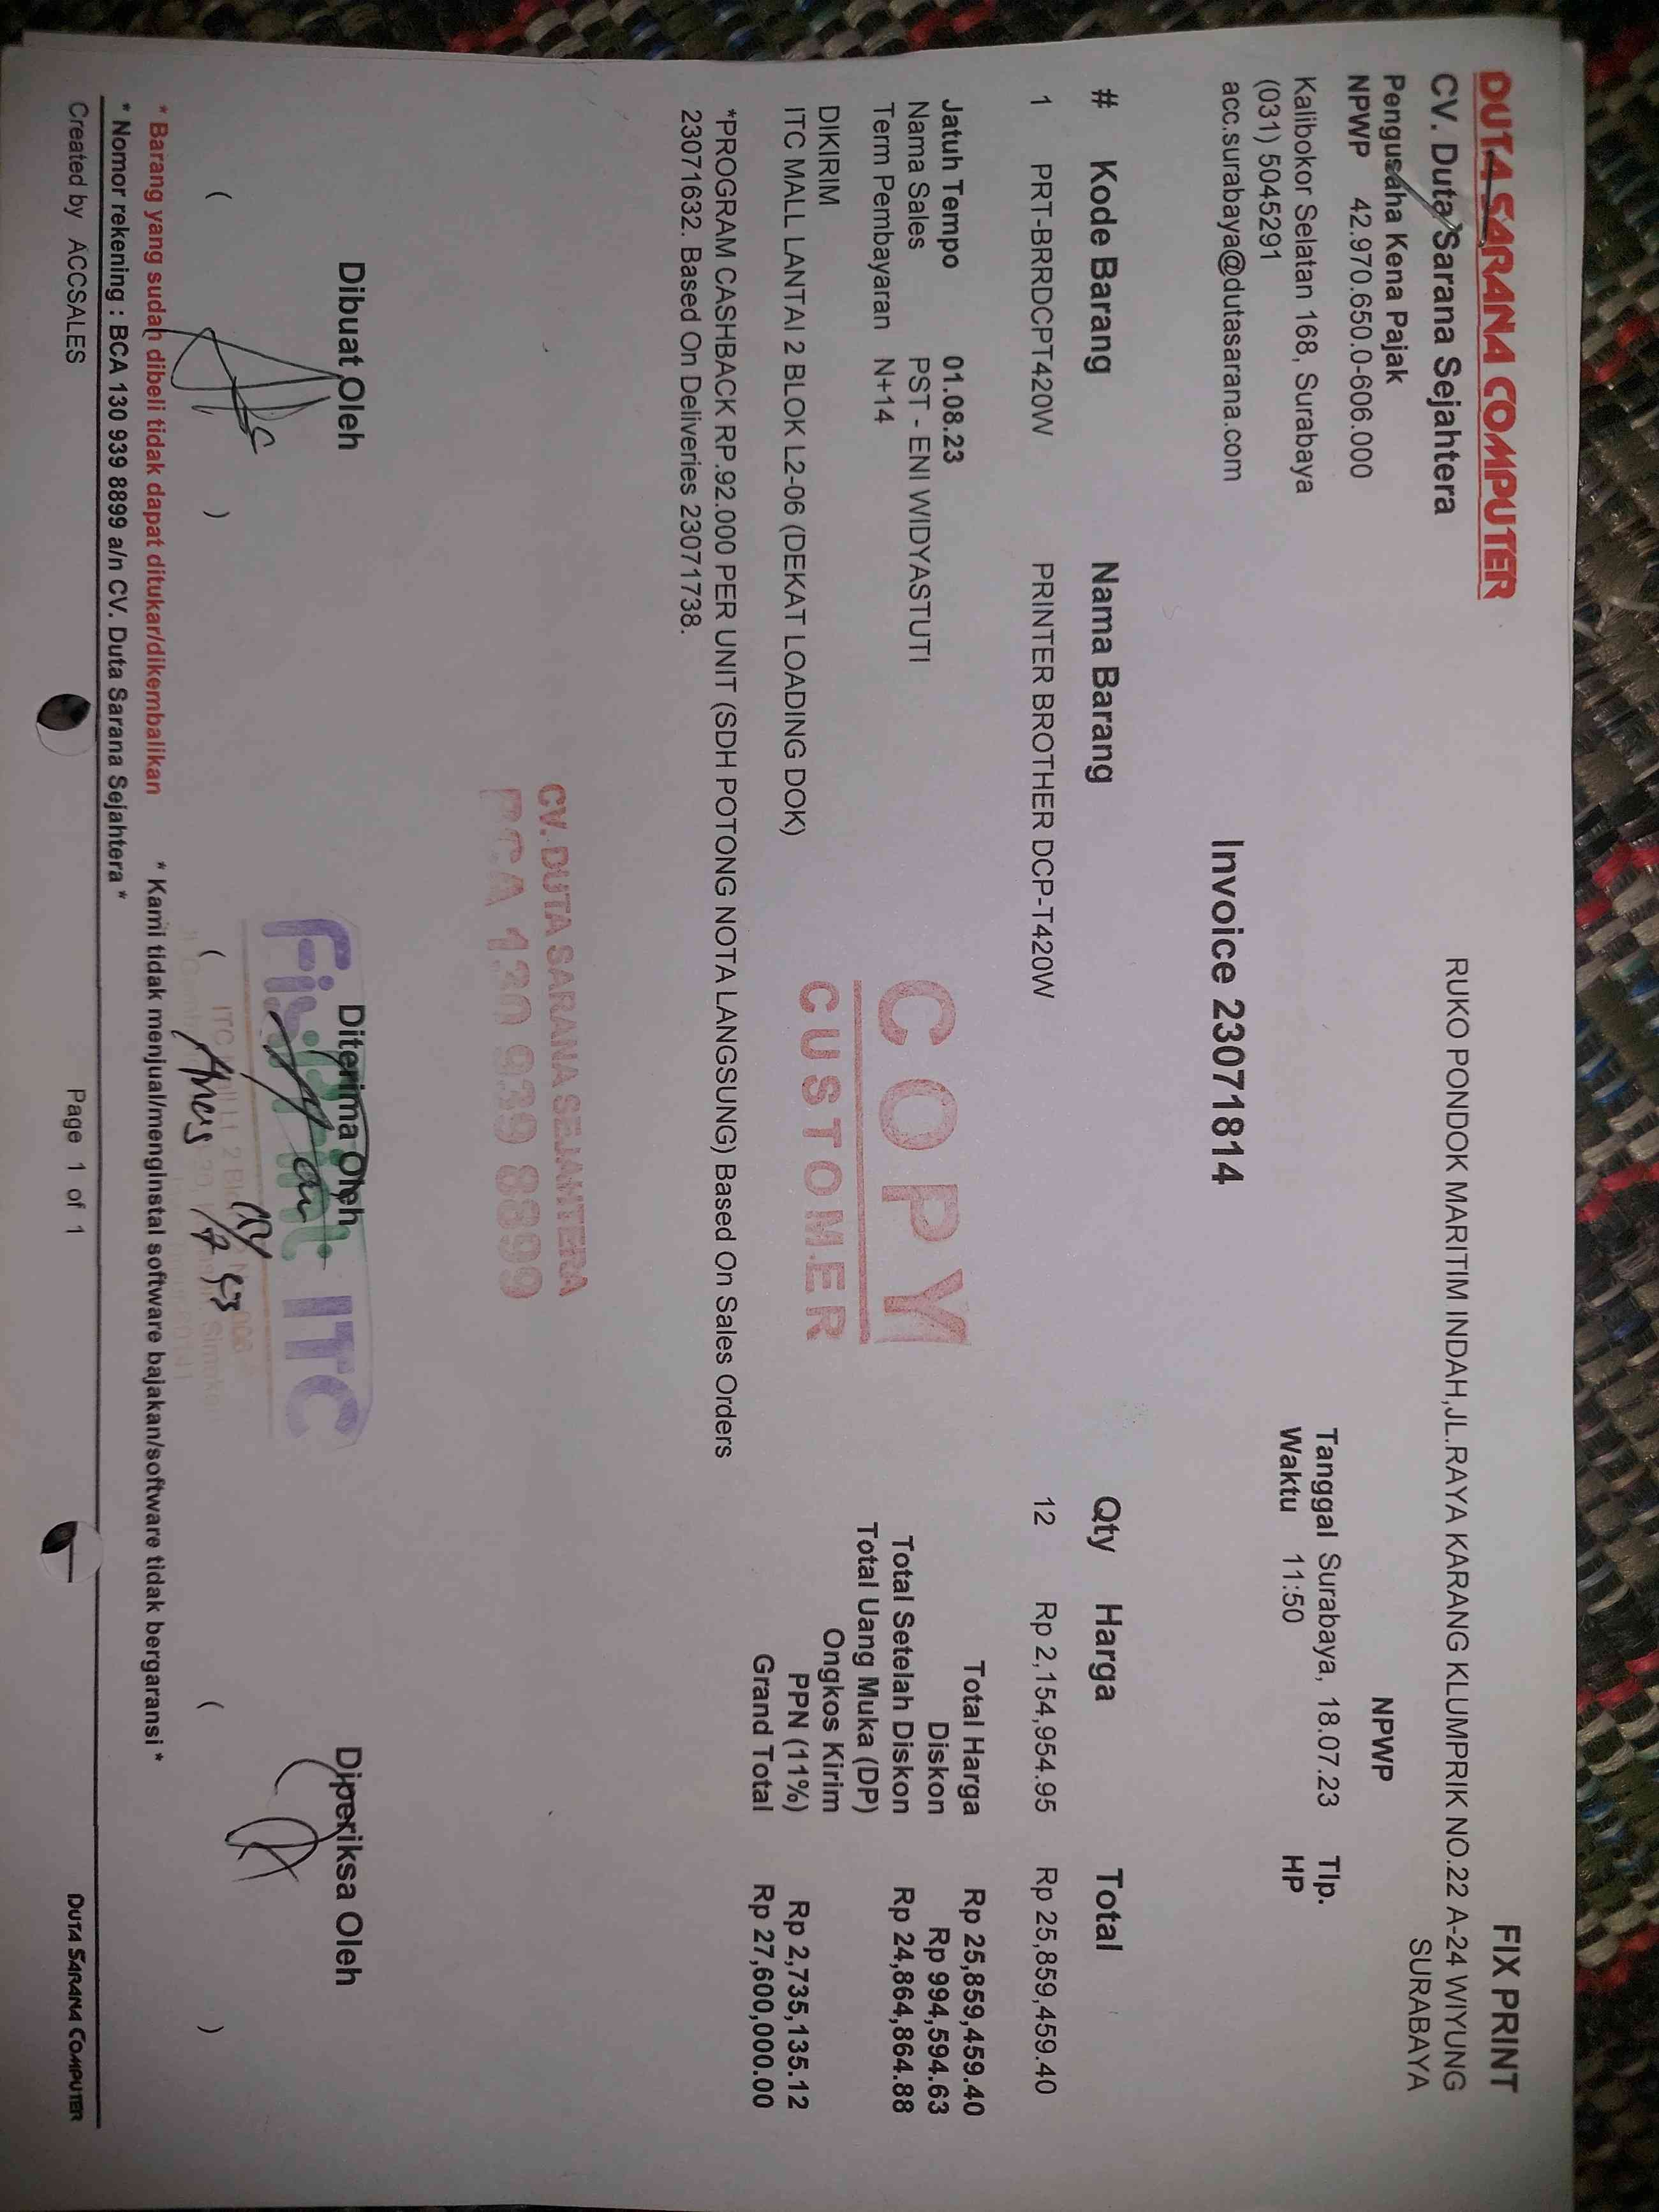 DUTA SARANA COMPUTER
CV. Duta Sarana Sejahtera
Pengusaha Kena Pajak
NPWP 42.970.650.0-606.000
Kalibokor Selatan 168, Surabaya
(031) 5045291
acc.surabaya@dutasarana.com
FIX PRINT
RUKO PONDOK MARITIM INDAH,JL.RAYA KARANG KLUMPRIK NO.22 A-24 WIYUNG
SURABAYA
NPWP
Tanggal Surabaya, 18.07.23 Tlp.
Waktu 11:50 HP
Invoice 23071814
# Kode Barang Nama Barang Qty Harga Total
1 PRT-BRRDCPT420W PRINTER BROTHER DCP-T420W 12 Rp 2,154,954.95 Rp 25,859,459.40
Jatuh Tempo 01.08.23
Nama Sales PST - ENI WIDYASTUTI
Term Pembayaran N+14
DIKIRIM
ITC MALL LANTAI 2 BLOK L2-06 (DEKAT LOADING DOK)
*PROGRAM CASHBACK RP.92.000 PER UNIT (SDH POTONG NOTA LANGSUNG) Based On Sales Orders
23071632. Based On Deliveries 23071738.
COPY
CUSTOMER
Total Harga Rp 25,859,459.40
Diskon Rp 994,594.63
Total Setelah Diskon Rp 24,864,864.88
Total Uang Muka (DP)
Ongkos Kirim
PPN (11%) Rp 2,735,135.12
Grand Total Rp 27,600,000.00
CV. DUTA SARANA SEJAHTERA
BCA 130 939 8899
Dibuat Oleh Diterima Oleh Diperiksa Oleh
ITC
( ) ( ) ( )
* Barang yang sudah dibeli tidak dapat ditukar/dikembalikan * Kami tidak menjual/menginstal software bajakan/software tidak bergaransi *
* Nomor rekening : BCA 130 939 8899 a/n CV. Duta Sarana Sejahtera *
Created by ACCSALES Page 1 of 1 DUTA SARANA COMPUTER